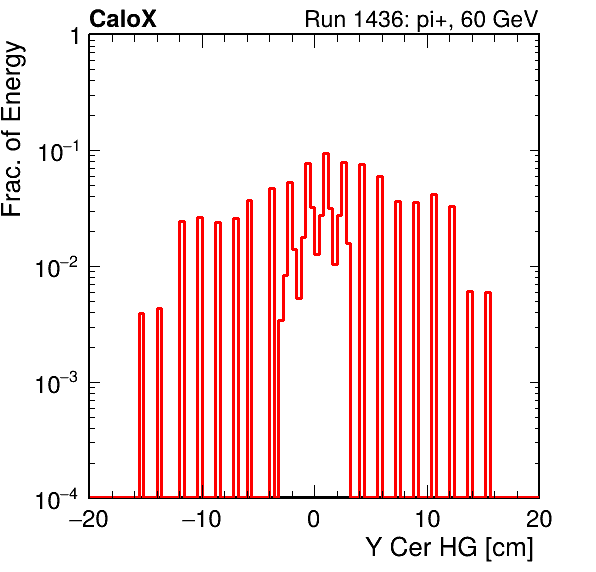 CaloX Run 1436: pi+, 60 GeV
Frac. of Energy
1
10⁻¹
10⁻²
10⁻³
10⁻⁴
−20 −10 0 10 20
Y Cer HG [cm]